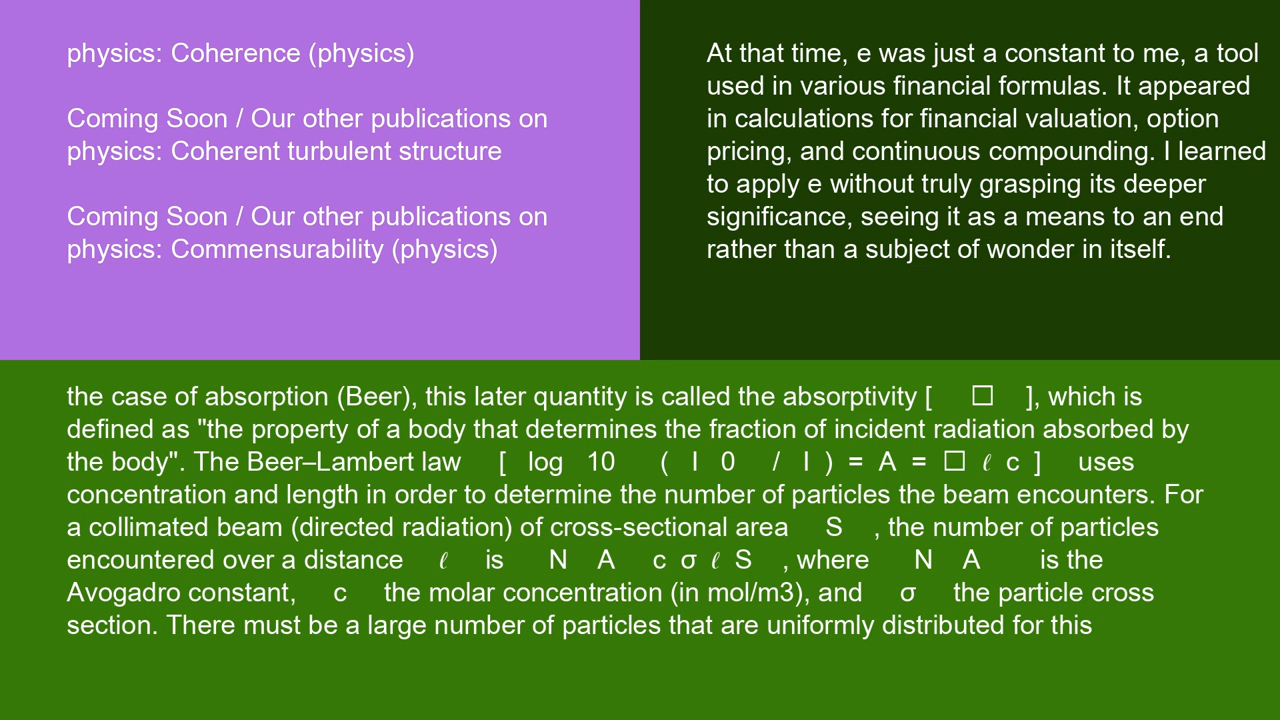 physics: Coherence (physics)
Coming Soon / Our other publications on
physics: Coherent turbulent structure
Coming Soon / Our other publications on
physics: Commensurability (physics)
At that time, e was just a constant to me, a tool
used in various financial formulas. It appeared
in calculations for financial valuation, option
pricing, and continuous compounding. I learned
to apply e without truly grasping its deeper
significance, seeing it as a means to an end
rather than a subject of wonder in itself.
the case of absorption (Beer), this later quantity is called the absorptivity [ □ ], which is
defined as "the property of a body that determines the fraction of incident radiation absorbed by
the body". The Beer–Lambert law [ log 10 ( I 0 / I ) = A = □ ℓ c ] uses
concentration and length in order to determine the number of particles the beam encounters. For
a collimated beam (directed radiation) of cross-sectional area S , the number of particles
encountered over a distance ℓ is N A c σ ℓ S , where N A is the
Avogadro constant, c the molar concentration (in mol/m3), and σ the particle cross
section. There must be a large number of particles that are uniformly distributed for this